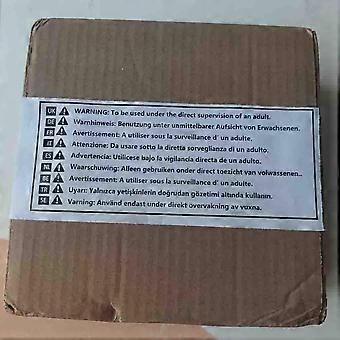 UK WARNING: To be used under the direct supervision of an adult.
DE Warnhinweis: Benutzung unter unmittelbarer Aufsicht von Erwachsenen.
FR Avertissement: A utiliser sous la surveillance d' un adulte.
IT Attenzione: Da usare sotto la diretta sorveglianza di un adulto.
ES Advertencia: Utilícese bajo la vigilancia directa de un adulto.
NL Waarschuwing: Alleen gebruiken onder direct toezicht van volwassenen..
BE Avertissement: A utiliser sous la surveillance d' un adulte.
TR Uyarı: Yalnızca yetişkinlerin doğrudan gözetimi altında kullanın.
SE Varning: Använd endast under direkt övervakning av vuxna.